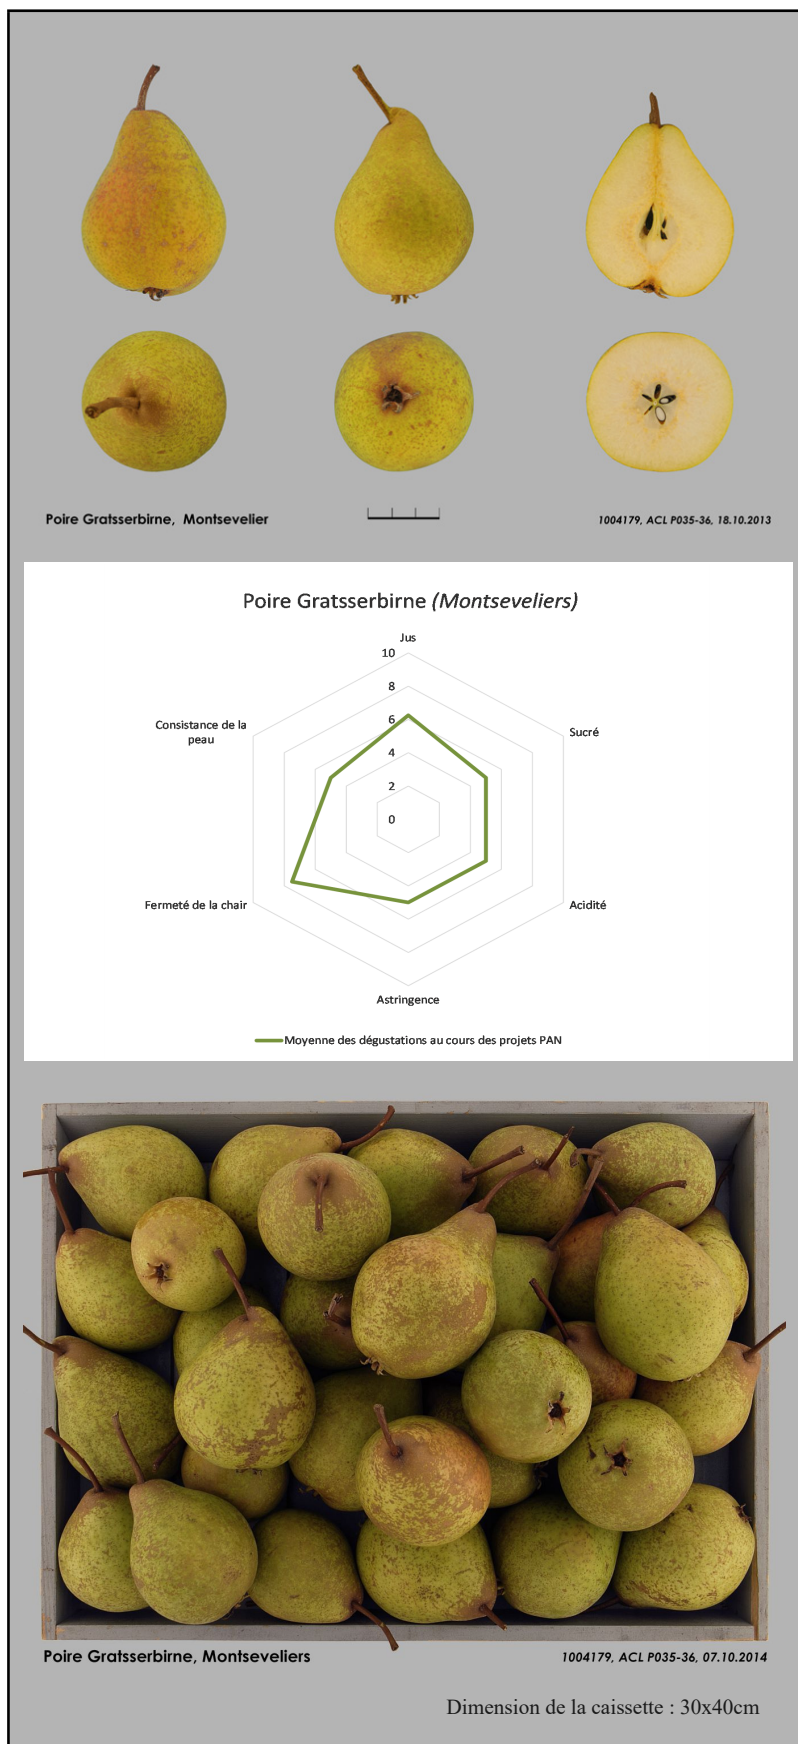 Poire Gratsserbirne, Montsevelier
1004179, ACL P035-36, 18.10.2013
Poire Gratsserbirne (Montseveliers)
Jus
10
8
6
4
2
0
Sucré
Acidité
Astringence
Fermeté de la chair
Consistance de la
peau
Moyenne des dégustations au cours des projets PAN
Poire Gratsserbirne, Montseveliers
1004179, ACL P035-36, 07.10.2014
Dimension de la caissette : 30x40cm